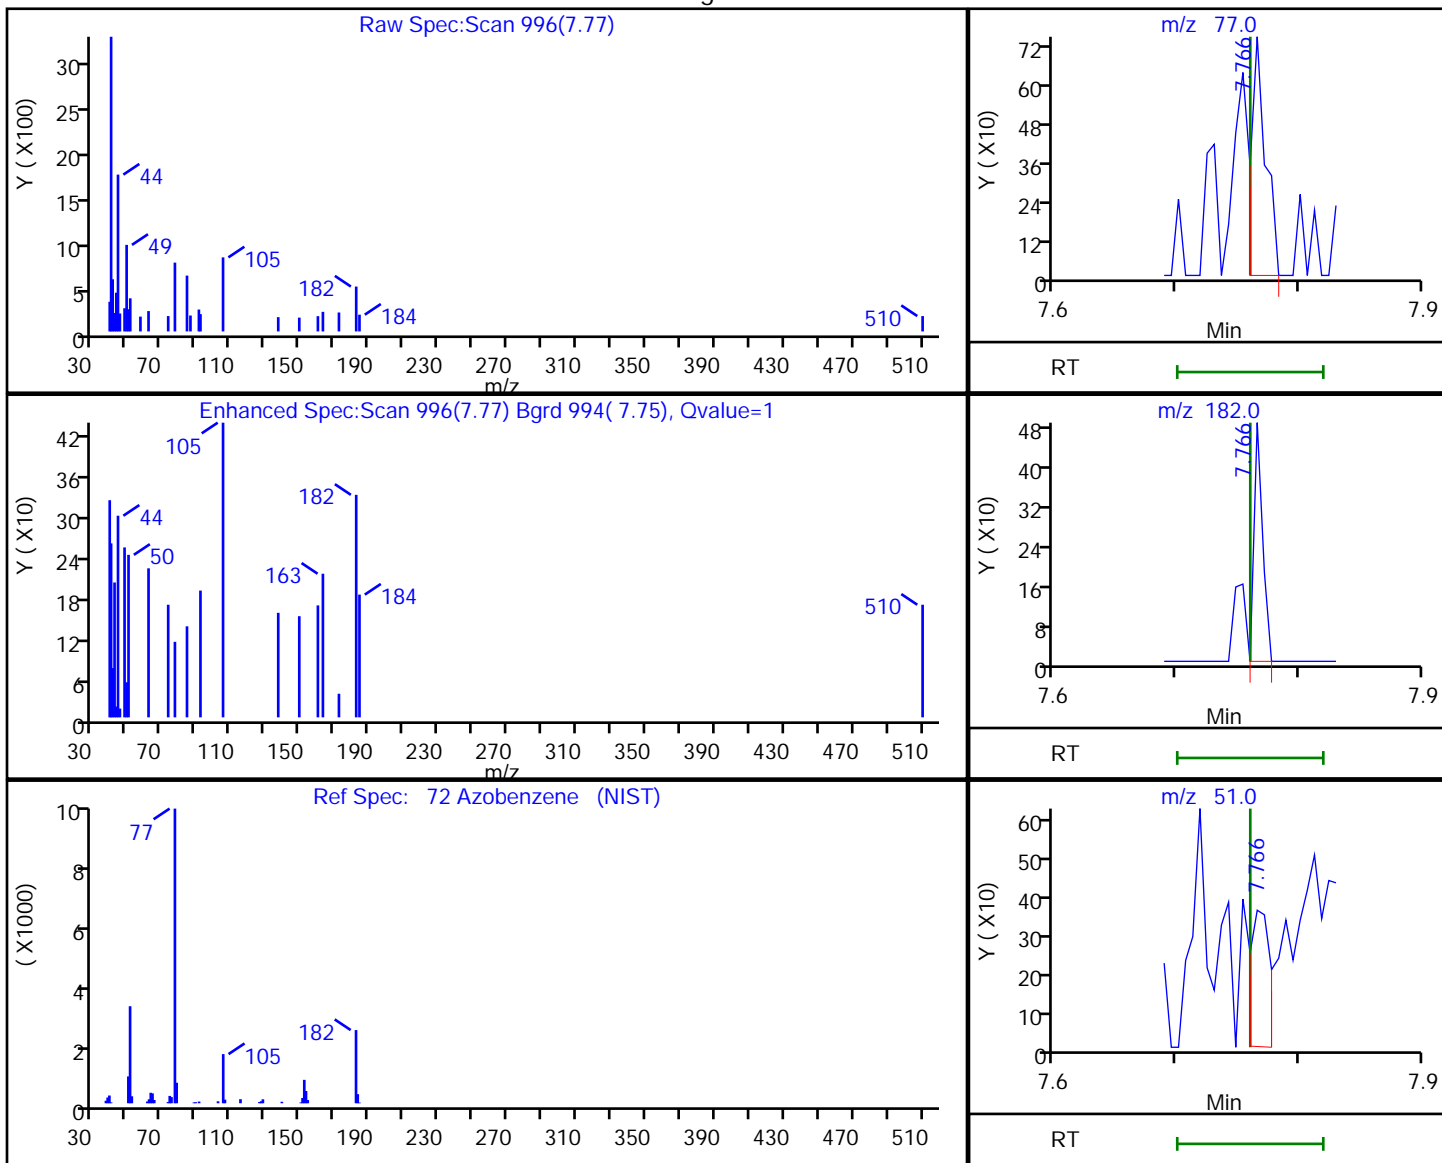 Raw Spec:Scan 996(7.77)
Y ( X100)
30
25
20
15
10
5
0
44
49
105
182
184
510
30 70 110 150 190 230 270 310 350 390 430 470 510
m/z
m/z 77.0
Y ( X10)
72
60
48
36
24
12
0
7.766
7.6 7.9
Min
RT
Enhanced Spec:Scan 996(7.77) Bgrd 994( 7.75), Qvalue=1
Y ( X10)
42
36
30
24
18
12
6
0
105
44
50
163
182
184
510
30 70 110 150 190 230 270 310 350 390 430 470 510
m/z
m/z 182.0
Y ( X10)
48
40
32
24
16
8
0
7.766
7.6 7.9
Min
RT
Ref Spec: 72 Azobenzene (NIST)
( X1000)
10
8
6
4
2
0
77
105
182
30 70 110 150 190 230 270 310 350 390 430 470 510
m/z 51.0
Y ( X10)
60
50
40
30
20
10
0
7.766
7.6 7.9
Min
RT